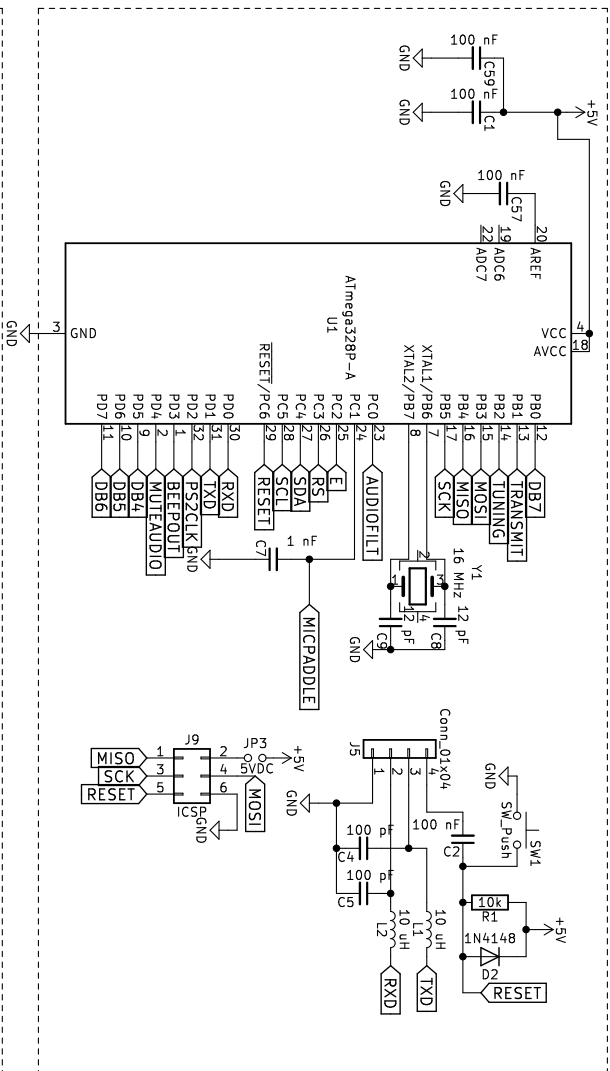 100 nF
C59
GND
100 nF
C1
GND
+5V
100 nF
C57
GND
22
19
20
ADC7
ADC6
AREF
ATmega328P-A
U1
GND
3
GND
VCC
4
AVCC
18
PD7
PD6
PD5
PD4
PD3
PD2
PD1
PD0
RESET/PC6
PC5
PC4
PC3
PC2
PC1
PC0
XTAL2/PB7
XTAL1/PB6
PB5
PB4
PB3
PB2
PB1
PB0
11
10
9
2
1
32
31
30
29
28
27
26
25
24
23
8
7
17
16
15
14
13
12
DB6
DB5
DB4
MUTEAUDIO
BEEPOUT
PS2CLK
TXD
RXD
RESET
SCL
SDA
RS
E
AUDIOFILT
SCK
MISO
MOSI
TUNING
TRANSMIT
DB7
GND
C7
1 nF
MICPADDLE
Y1
16 MHz
1
2
3
4
12 pF
C9
12 pF
C8
GND
J9
MISO
1
2
JP3
5VDC
+5V
SCK
3
4
MOSI
RESET
5
6
ICSP
GND
Conn_01x04
J5
1
2
3
4
GND
100 pF
C4
100 pF
C5
100 nF
C2
GND
SW_Push
SW1
10k
R1
+5V
1N4148
D2
RESET
10 uH
L2
10 uH
L1
RXD
TXD